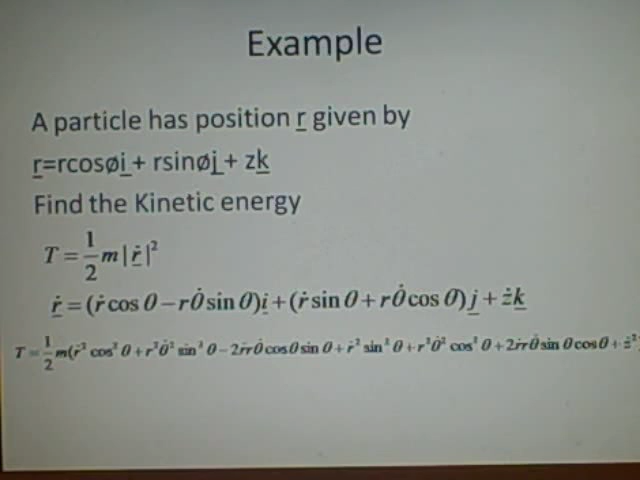 Example
A particle has position r given by
r=rcosøi + rsinøj + zk
Find the Kinetic energy
T = 1/2 m | ṙ |²
ṙ = (ṙ cos θ − rθ̇ sin θ)i + (ṙ sin θ + rθ̇ cos θ)j + żk
T = 1/2 m(ṙ² cos² θ + r²θ̇² sin² θ − 2ṙrθ̇ cos θ sin θ + ṙ² sin² θ + r²θ̇² cos² θ + 2ṙrθ̇ sin θ cos θ + ż²)